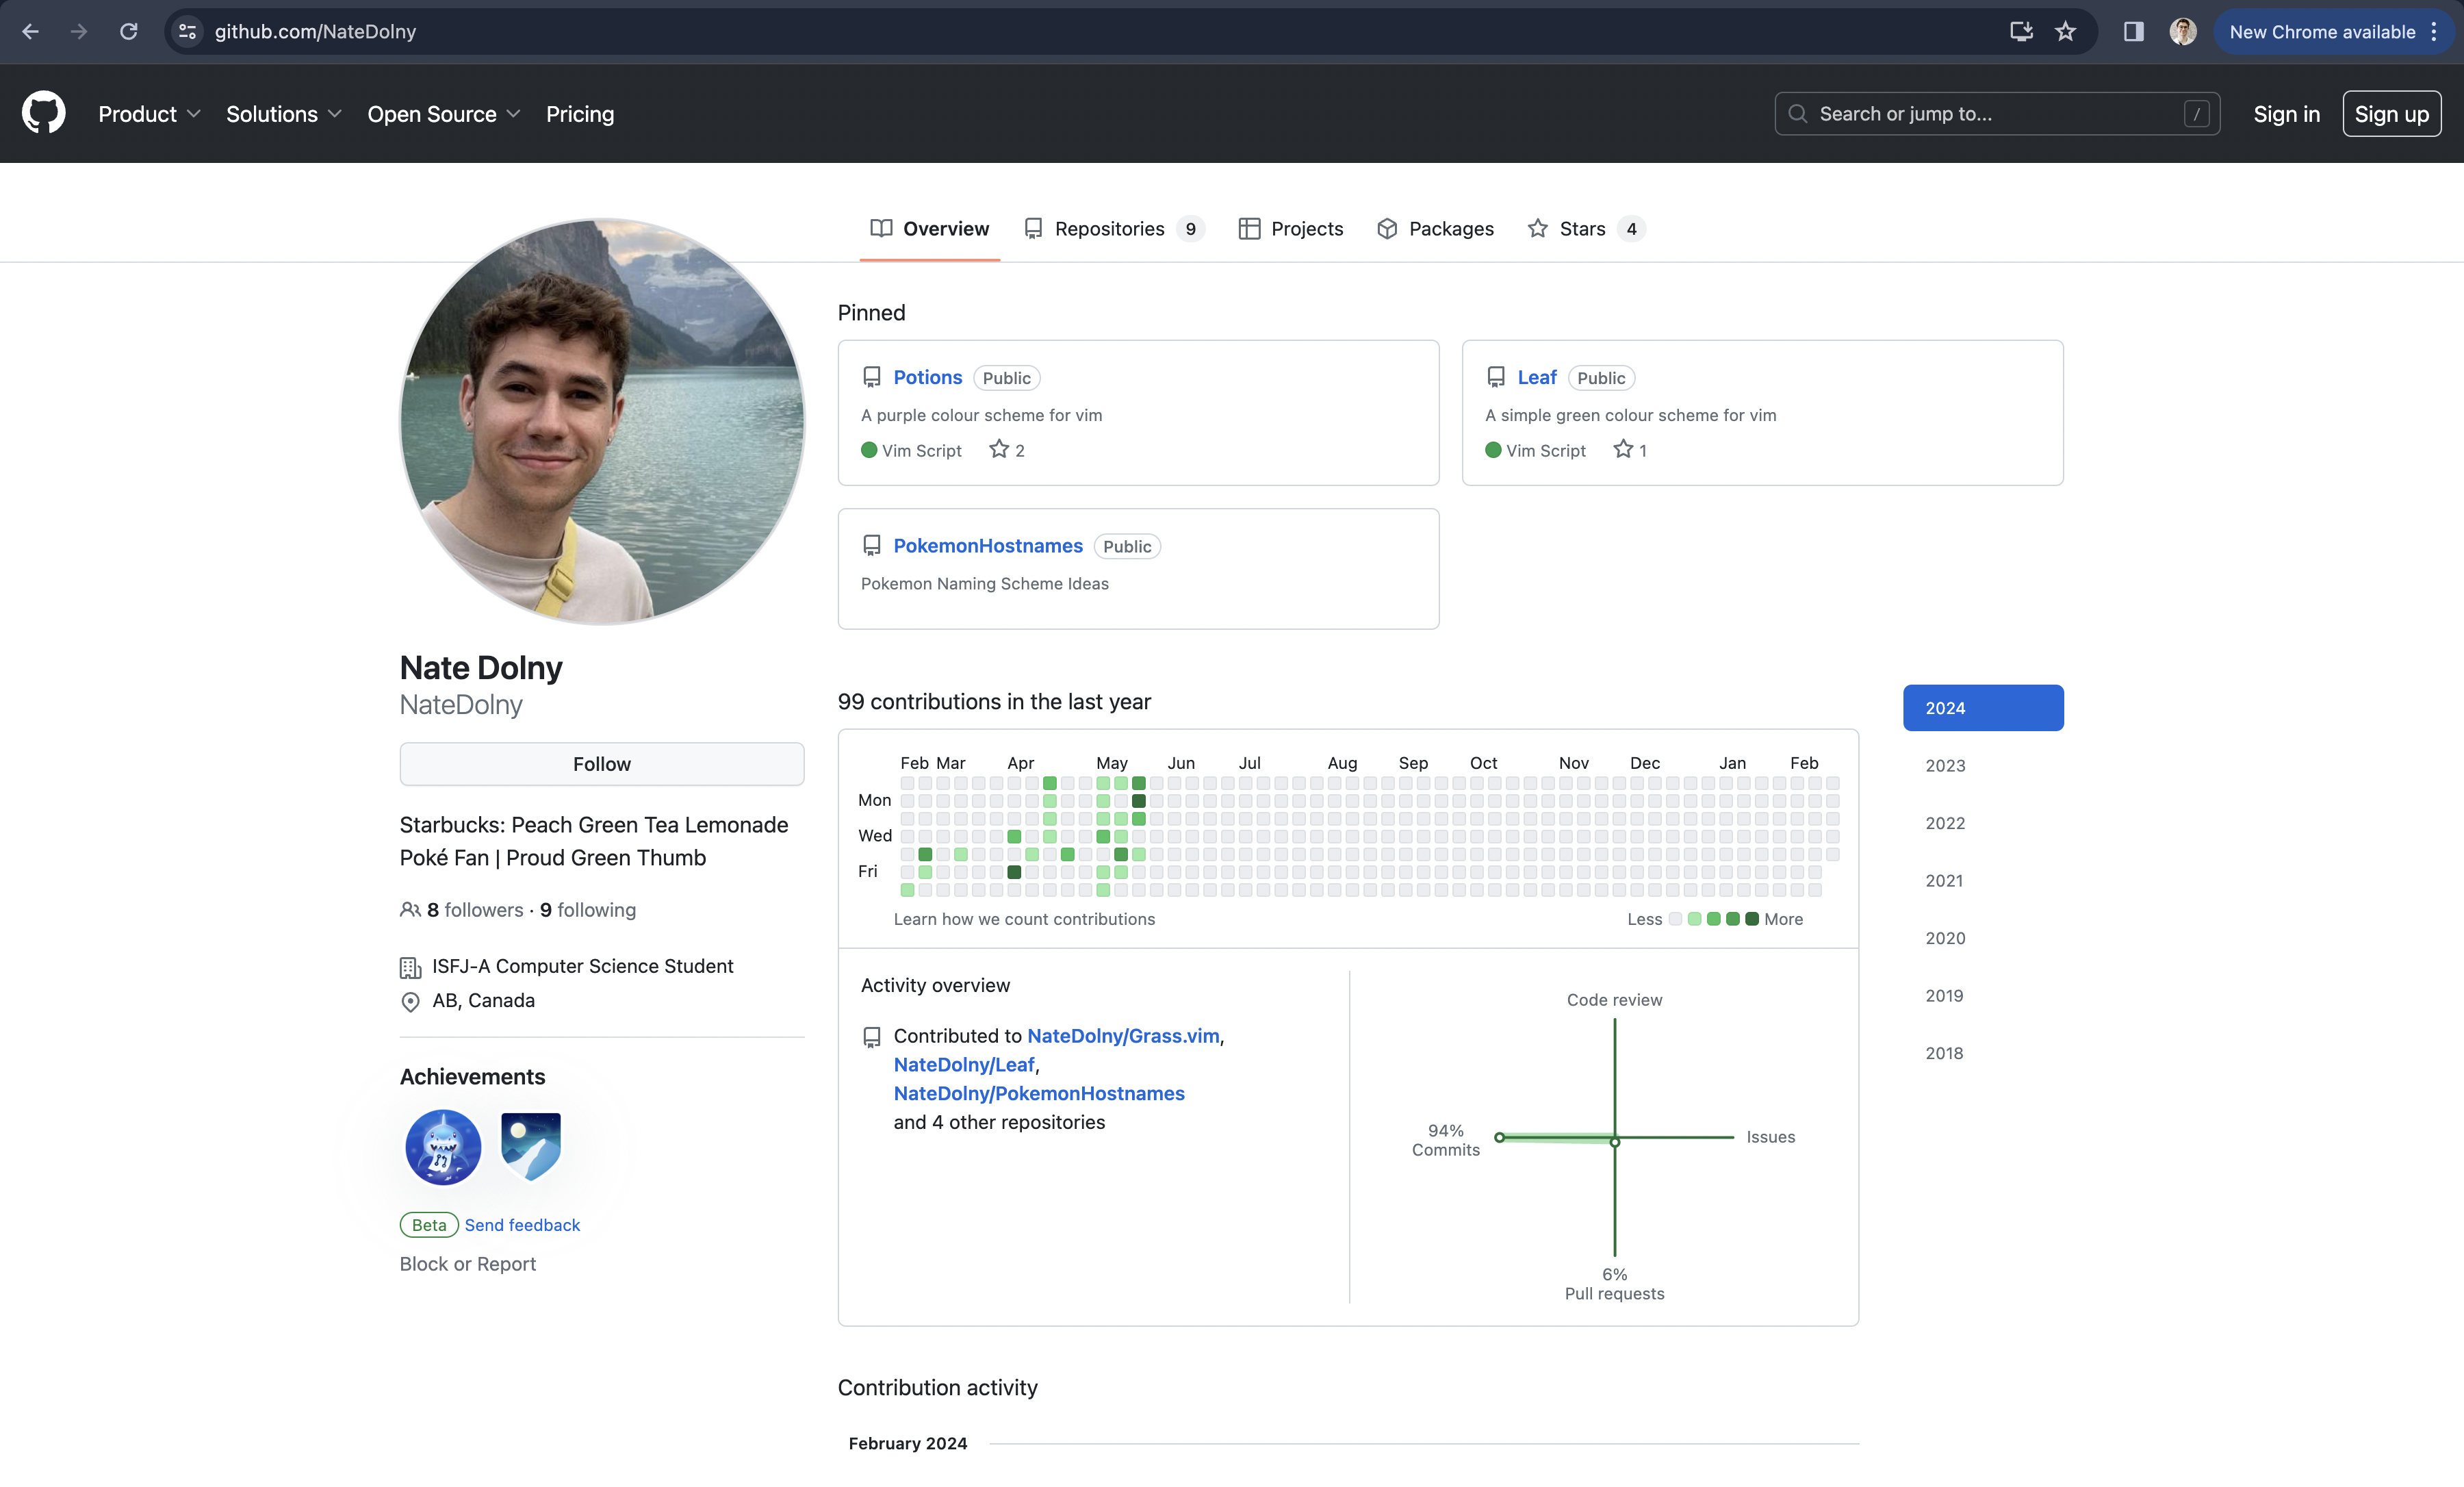 github.com/NateDolny
New Chrome available
Product
Solutions
Open Source
Pricing
Search or jump to...
/
Sign in
Sign up
Overview
Repositories 9
Projects
Packages
Stars 4
Nate Dolny
NateDolny
Follow
Starbucks: Peach Green Tea Lemonade
Poké Fan | Proud Green Thumb
8 followers · 9 following
ISFJ-A Computer Science Student
AB, Canada
Achievements
Beta Send feedback
Block or Report
Pinned
Potions Public
A purple colour scheme for vim
Vim Script 2
Leaf Public
A simple green colour scheme for vim
Vim Script 1
PokemonHostnames Public
Pokemon Naming Scheme Ideas
99 contributions in the last year
Feb Mar Apr May Jun Jul Aug Sep Oct Nov Dec Jan Feb
Mon
Wed
Fri
Learn how we count contributions
Less More
Activity overview
Contributed to NateDolny/Grass.vim,
NateDolny/Leaf,
NateDolny/PokemonHostnames
and 4 other repositories
Code review
94%
Commits
Issues
6%
Pull requests
2024
2023
2022
2021
2020
2019
2018
Contribution activity
February 2024